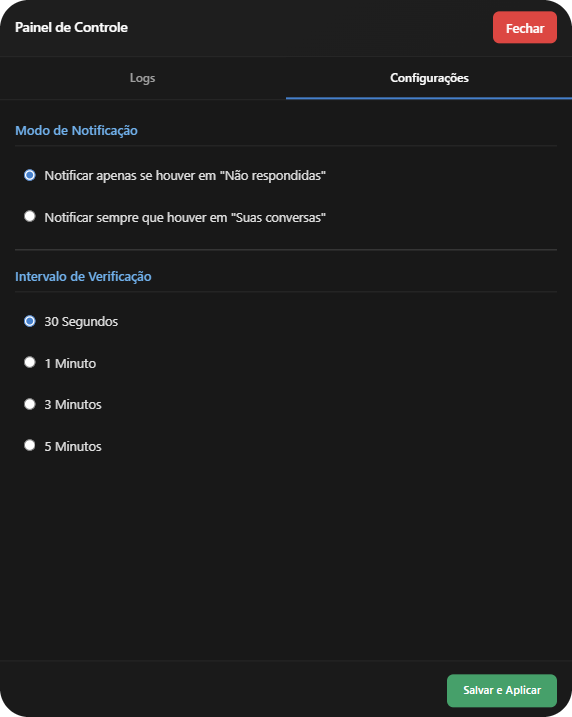 Painel de Controle
Fechar
Logs
Configurações
Modo de Notificação
Notificar apenas se houver em "Não respondidas"
Notificar sempre que houver em "Suas conversas"
Intervalo de Verificação
30 Segundos
1 Minuto
3 Minutos
5 Minutos
Salvar e Aplicar